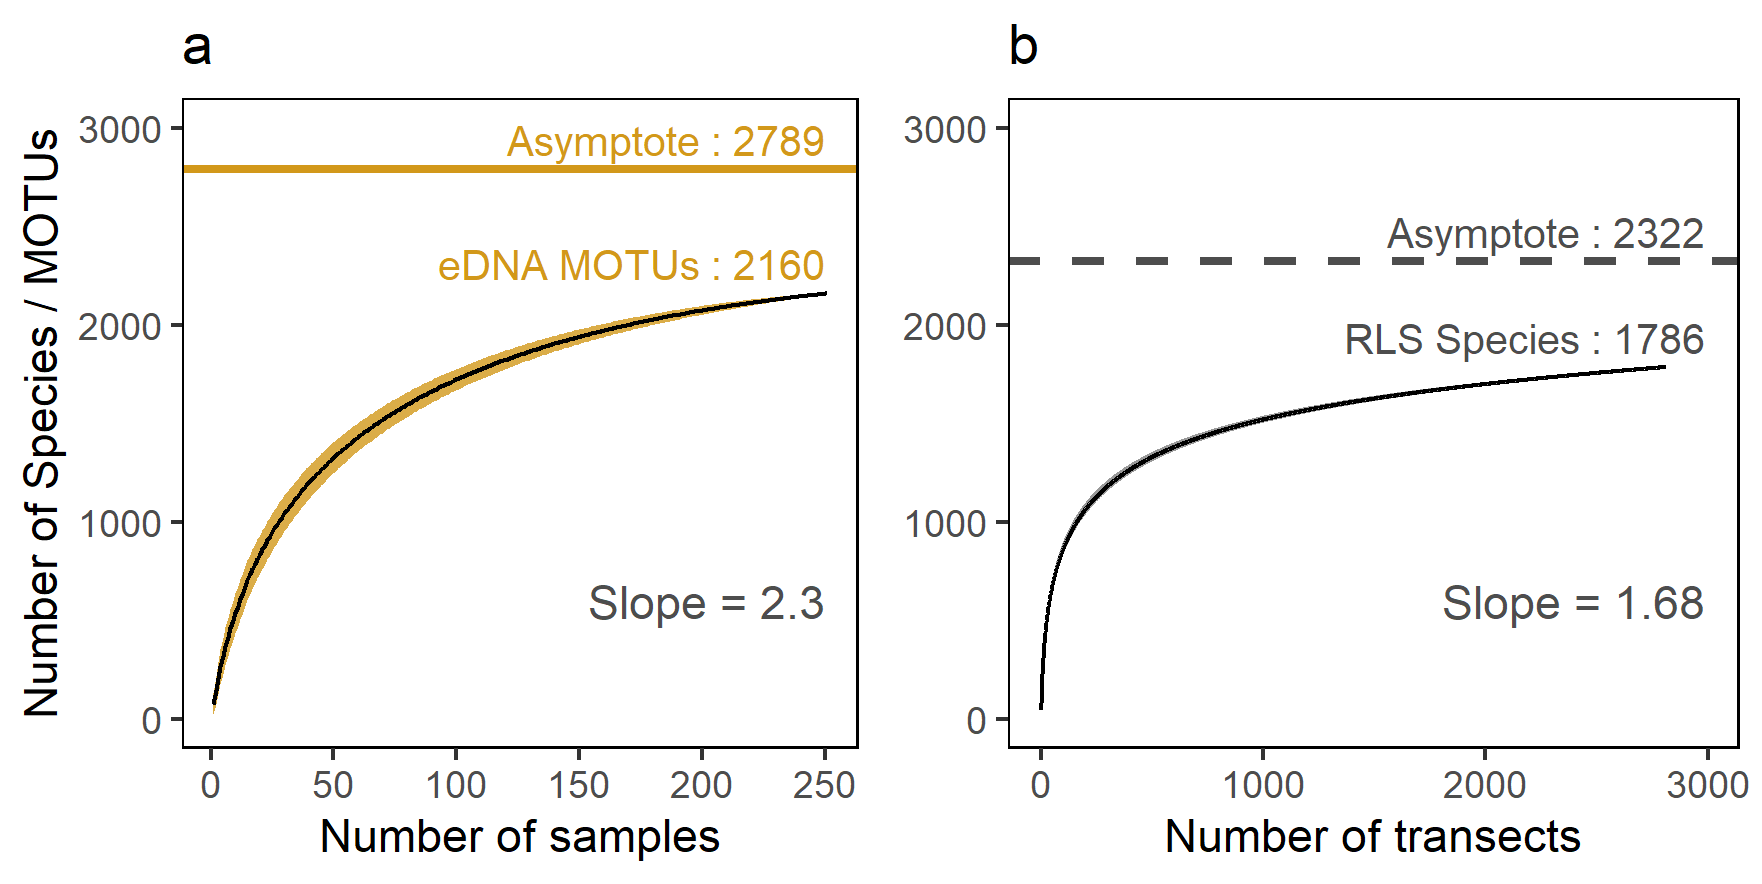 a
Number of Species / MOTUs
3000
2000
1000
0
Asymptote : 2789
eDNA MOTUs : 2160
Slope = 2.3
0 50 100 150 200 250
Number of samples
b
3000
2000
1000
0
Asymptote : 2322
RLS Species : 1786
Slope = 1.68
0 1000 2000 3000
Number of transects